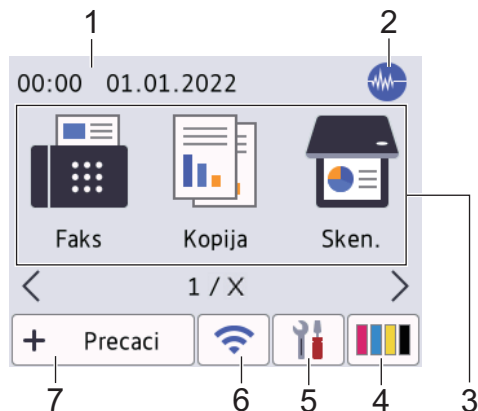 1 2
00:00 01.01.2022
Faks Kopija Sken.
< 1 / X >
+ Precaci
7 6 5 4 3